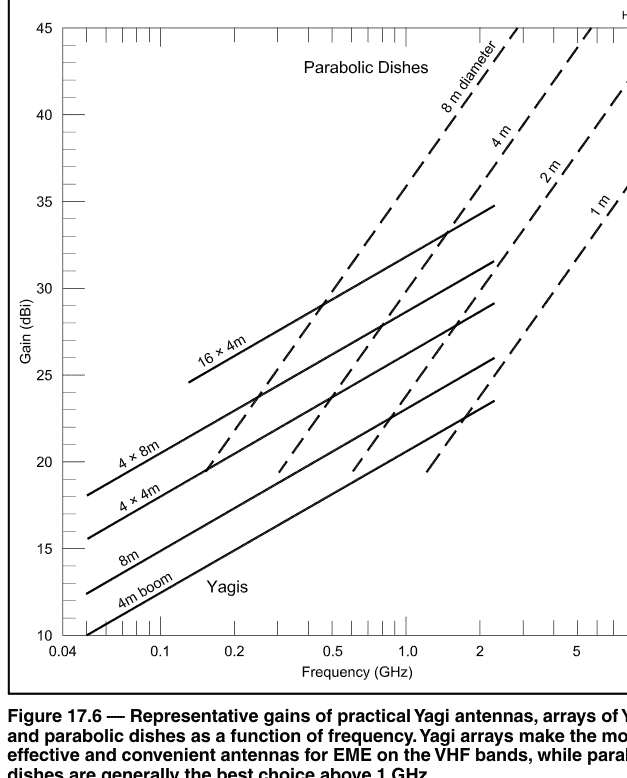 H
45
Parabolic Dishes
8 m diameter
40
4 m
2 m
35
1 m
30
Gain (dBi)
16 × 4m
25
4 × 8m
20
4 × 4m
15
8m
4m boom
Yagis
10
0.04 0.1 0.2 0.5 1.0 2 5
Frequency (GHz)
Figure 17.6 — Representative gains of practical Yagi antennas, arrays of Y
and parabolic dishes as a function of frequency. Yagi arrays make the mo
effective and convenient antennas for EME on the VHF bands, while para
dishes are generally the best choice above 1 GHz.